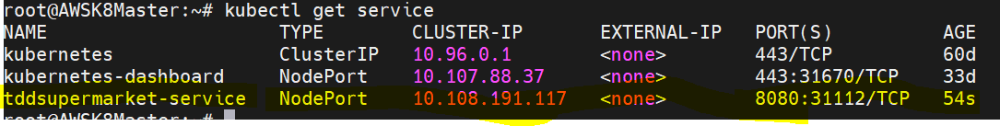 root@AWSK8Master:~# kubectl get service
NAME TYPE CLUSTER-IP EXTERNAL-IP PORT(S) AGE
kubernetes ClusterIP 10.96.0.1 <none> 443/TCP 60d
kubernetes-dashboard NodePort 10.107.88.37 <none> 443:31670/TCP 33d
tddsupermarket-service NodePort 10.108.191.117 <none> 8080:31112/TCP 54s
root@AWSK8Master:~#